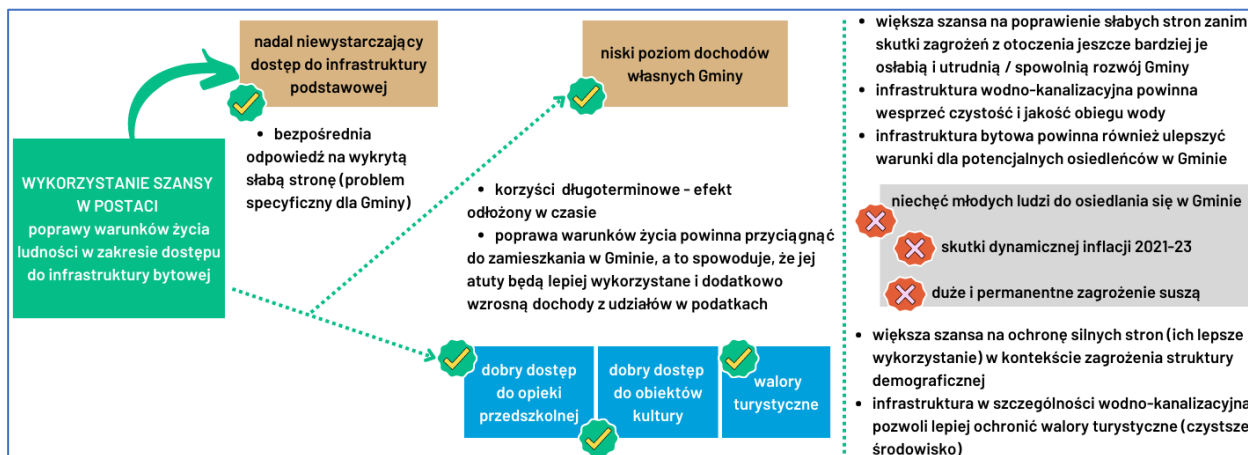 WYKORZYSTANIE SZANSY
W POSTACI
poprawy warunków życia
ludności w zakresie dostępu
do infrastruktury bytowej
nadal niewystarczający
dostęp do infrastruktury
podstawowej
• bezpośrednia
odpowiedź na wykrytą
słabą stronę (problem
specyficzny dla Gminy)
niski poziom dochodów
własnych Gminy
• korzyści długoterminowe - efekt
odłożony w czasie
• poprawa warunków życia powinna przyciągnąć
do zamieszkania w Gminie, a to spowoduje, że jej
atuty będą lepiej wykorzystane i dodatkowo
wzrosną dochody z udziałów w podatkach
dobry dostęp
do opieki
przedszkolnej
dobry dostęp
do obiektów
kultury
walory
turystyczne
• większa szansa na poprawienie słabych stron zanim
skutki zagrożeń z otoczenia jeszcze bardziej je
osłabią i utrudnią / spowolnią rozwój Gminy
• infrastruktura wodno-kanalizacyjna powinna
wesprzeć czystość i jakość obiegu wody
• infrastruktura bytowa powinna również ulepszyć
warunki dla potencjalnych osiedleńców w Gminie
niechęć młodych ludzi do osiedlania się w Gminie
skutki dynamicznej inflacji 2021-23
duże i permanentne zagrożenie suszą
• większa szansa na ochronę silnych stron (ich lepsze
wykorzystanie) w kontekście zagrożenia struktury
demograficznej
• infrastruktura w szczególności wodno-kanalizacyjna
pozwoli lepiej ochronić walory turystyczne (czystsze
środowisko)